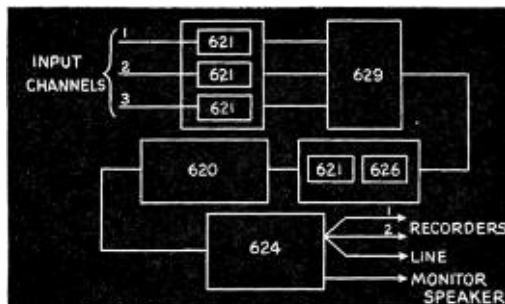 INPUT
CHANNELS
1
2
3
621
621
621
629
620
621 626
624
1
2
RECORDERS
LINE
MONITOR
SPEAKER